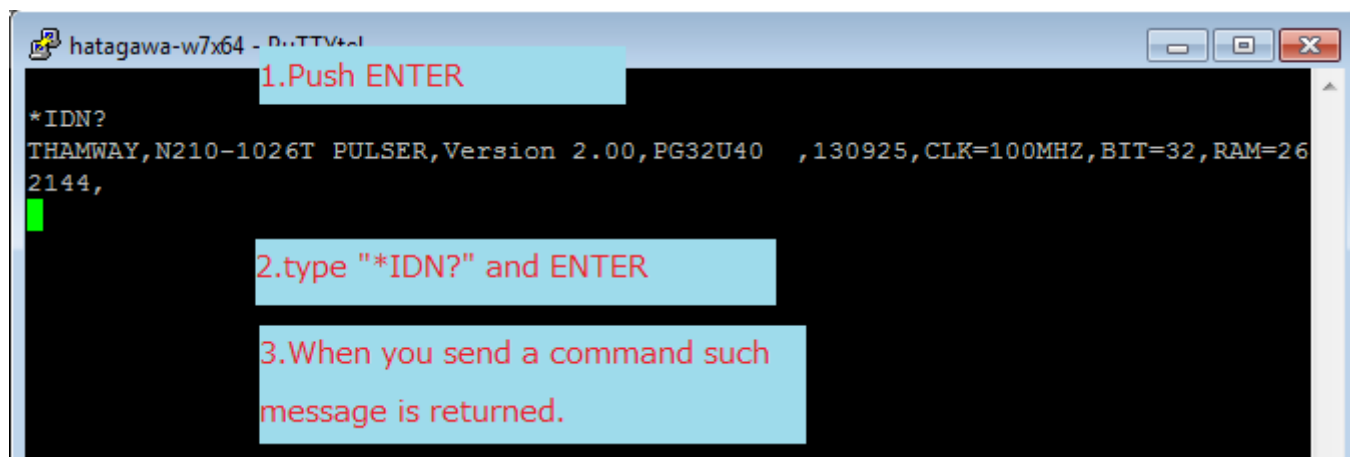 hatagawa-w7x64 - PuTTYtel
1.Push ENTER
*IDN?
THAMWAY,N210-1026T PULSER,Version 2.00,PG32U40  ,130925,CLK=100MHZ,BIT=32,RAM=26
2144,
2.type "*IDN?" and ENTER
3.When you send a command such
message is returned.